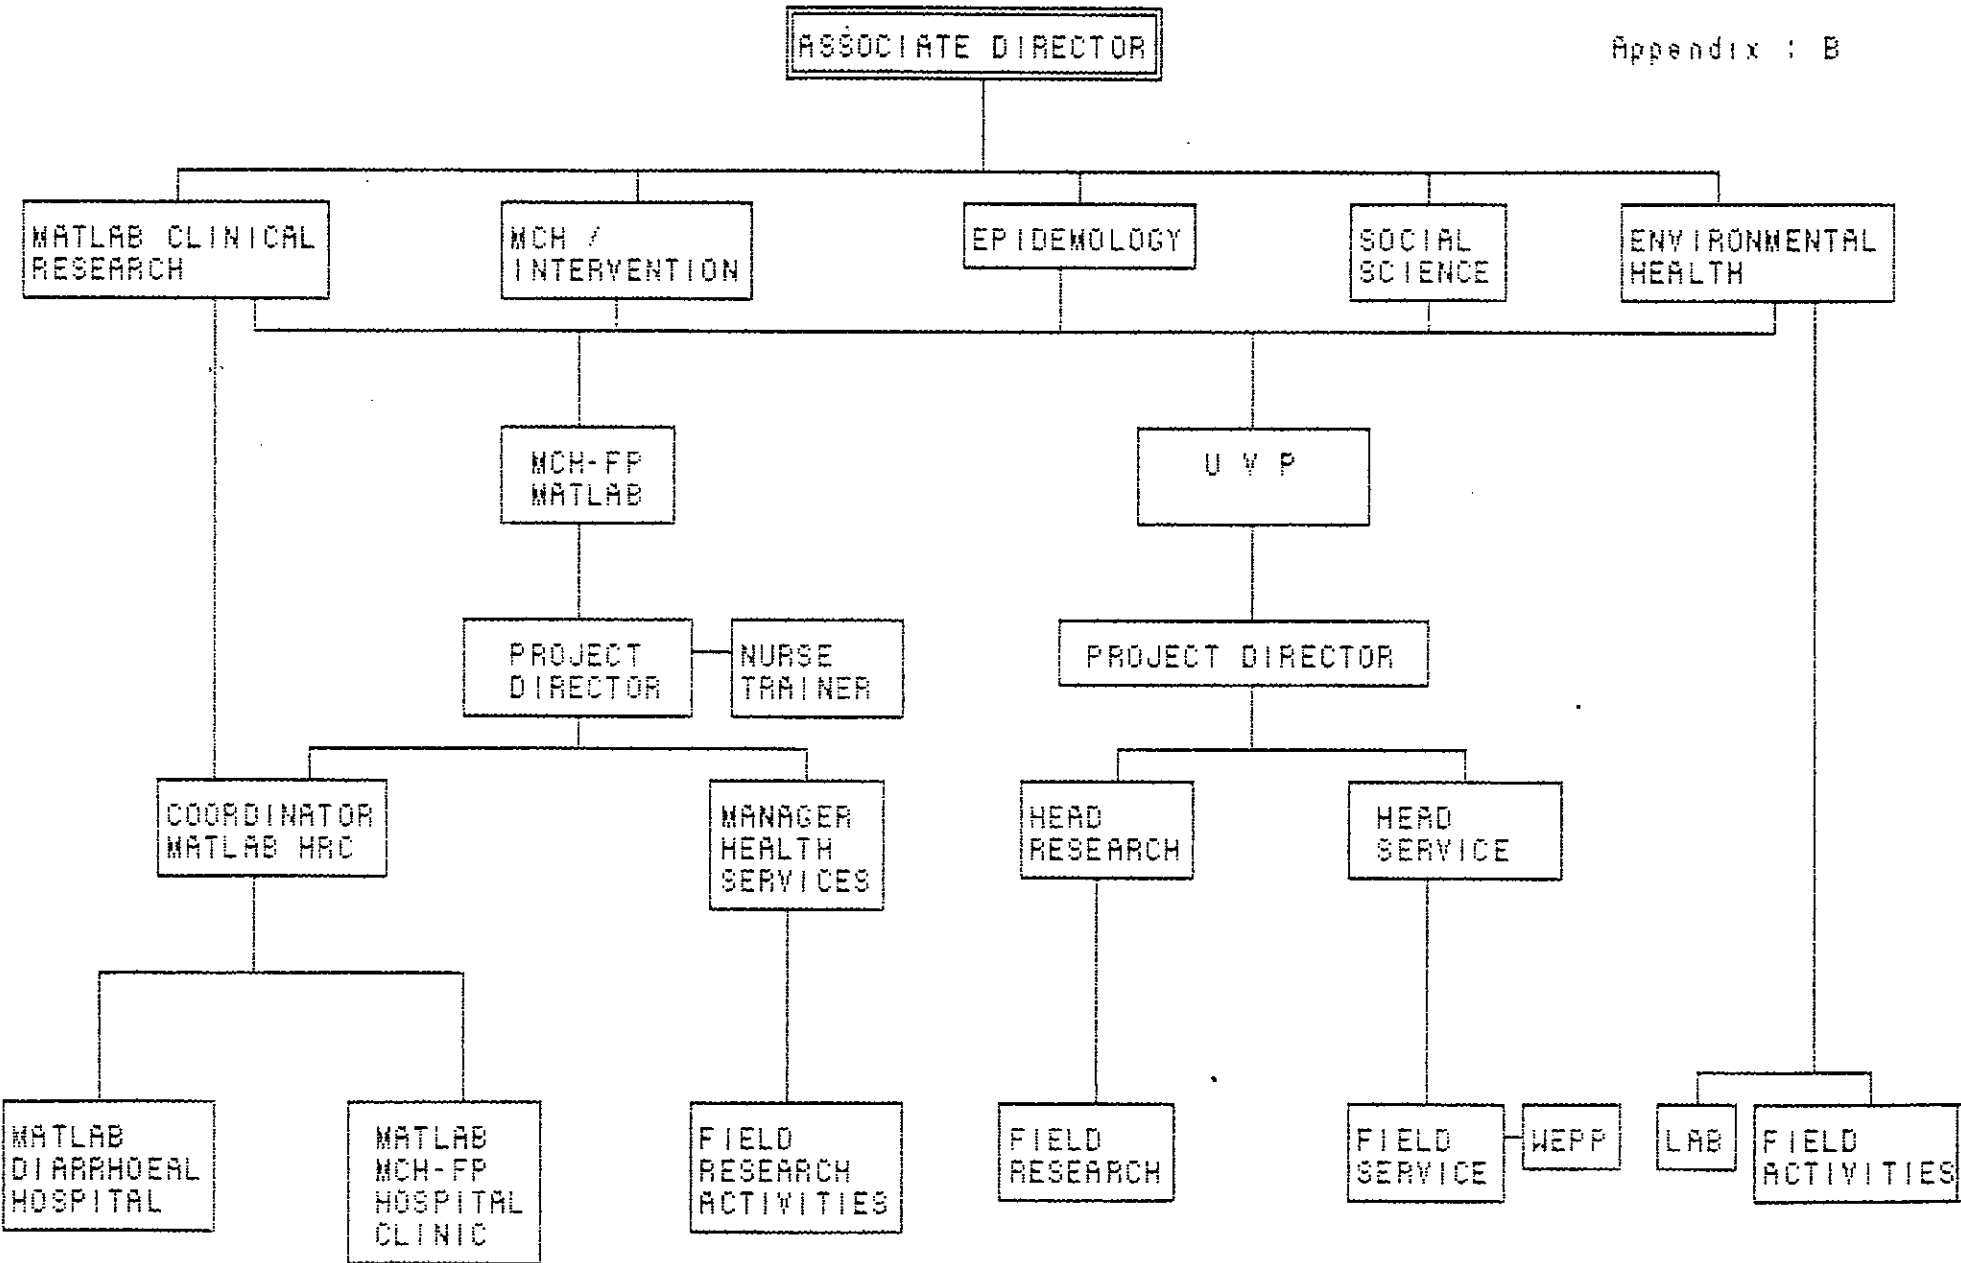 ASSOCIATE DIRECTOR
Appendix : B
MATLAB CLINICAL
RESEARCH
MCH /
INTERVENTION
EPIDEMOLOGY
SOCIAL
SCIENCE
ENVIRONMENTAL
HEALTH
MCH-FP
MATLAB
U V P
PROJECT
DIRECTOR
NURSE
TRAINER
PROJECT DIRECTOR
COORDINATOR
MATLAB HRC
MANAGER
HEALTH
SERVICES
HEAD
RESEARCH
HEAD
SERVICE
MATLAB
DIARRHOEAL
HOSPITAL
MATLAB
MCH-FP
HOSPITAL
CLINIC
FIELD
RESEARCH
ACTIVITIES
FIELD
RESEARCH
FIELD
SERVICE
WEPP
LAB
FIELD
ACTIVITIES